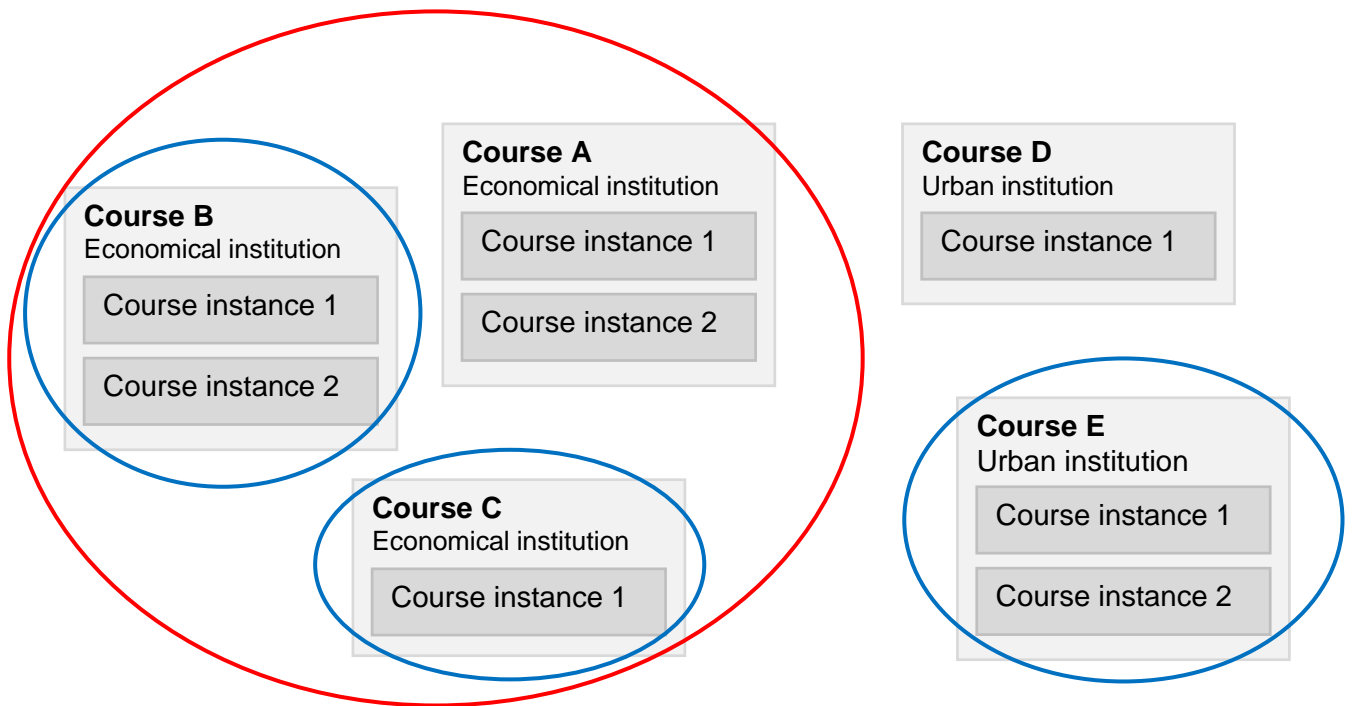 Course A
Economical institution
Course instance 1
Course instance 2
Course B
Economical institution
Course instance 1
Course instance 2
Course C
Economical institution
Course instance 1
Course D
Urban institution
Course instance 1
Course E
Urban institution
Course instance 1
Course instance 2